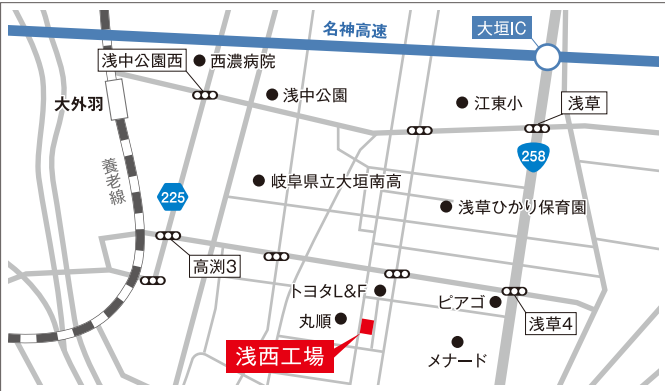 名神高速
大垣IC
浅中公園西
西濃病院
大外羽
浅中公園
江東小
浅草
258
養老線
岐阜県立大垣南高
225
浅草ひかり保育園
高渕3
トヨタL&F
ピアゴ
丸順
浅草4
浅西工場
メナード